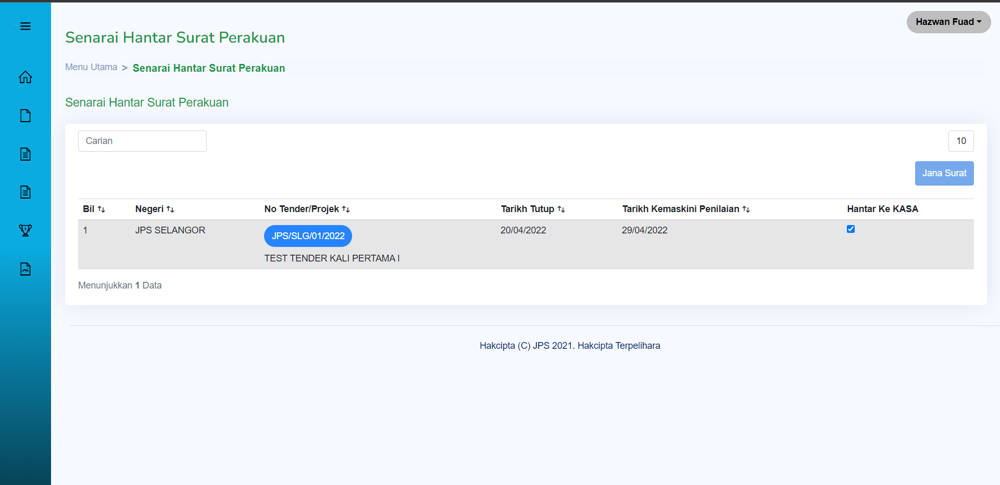 Hazwan Fuad
Senarai Hantar Surat Perakuan
Menu Utama > Senarai Hantar Surat Perakuan
Senarai Hantar Surat Perakuan
Carian
10
Jana Surat
Bil Negeri No Tender/Projek Tarikh Tutup Tarikh Kemaskini Penilaian Hantar Ke KASA
1 JPS SELANGOR JPS/SLG/01/2022 20/04/2022 29/04/2022
TEST TENDER KALI PERTAMA I
Menunjukkan 1 Data
Hakcipta (C) JPS 2021. Hakcipta Terpelihara